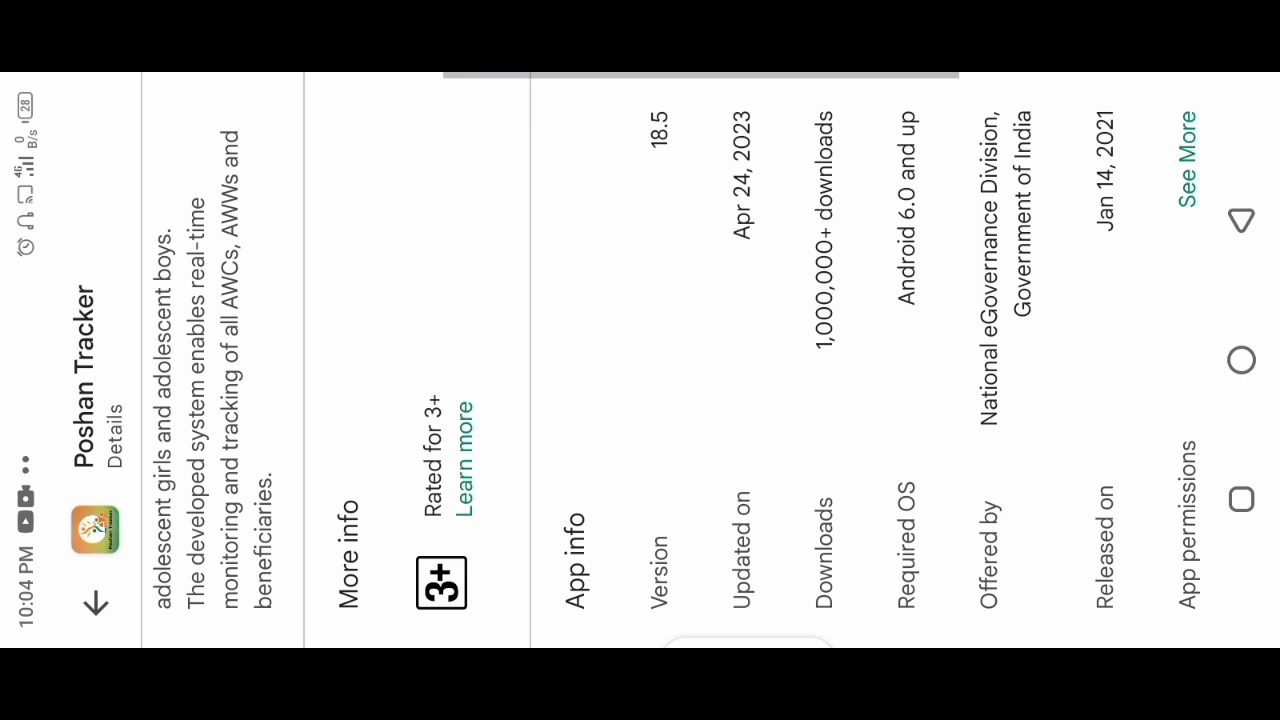 10:04 PM
4G
0
B/s
28
Poshan Tracker
Details
adolescent girls and adolescent boys.
The developed system enables real-time
monitoring and tracking of all AWCs, AWWs and
beneficiaries.
More info
3+
Rated for 3+
Learn more
App info
Version 18.5
Updated on Apr 24, 2023
Downloads 1,000,000+ downloads
Required OS Android 6.0 and up
Offered by National eGovernance Division,
Government of India
Released on Jan 14, 2021
App permissions See More